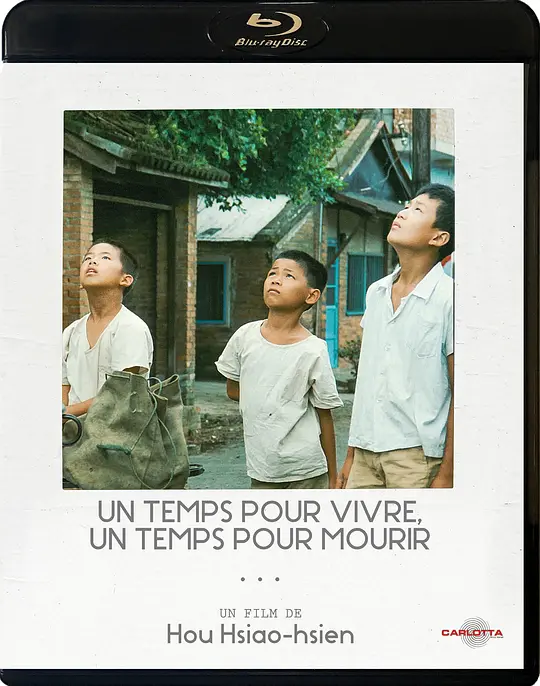 Blu-ray Disc
UN TEMPS POUR VIVRE,
UN TEMPS POUR MOURIR
...
UN FILM DE
Hou Hsiao-hsien
CARLOTTA